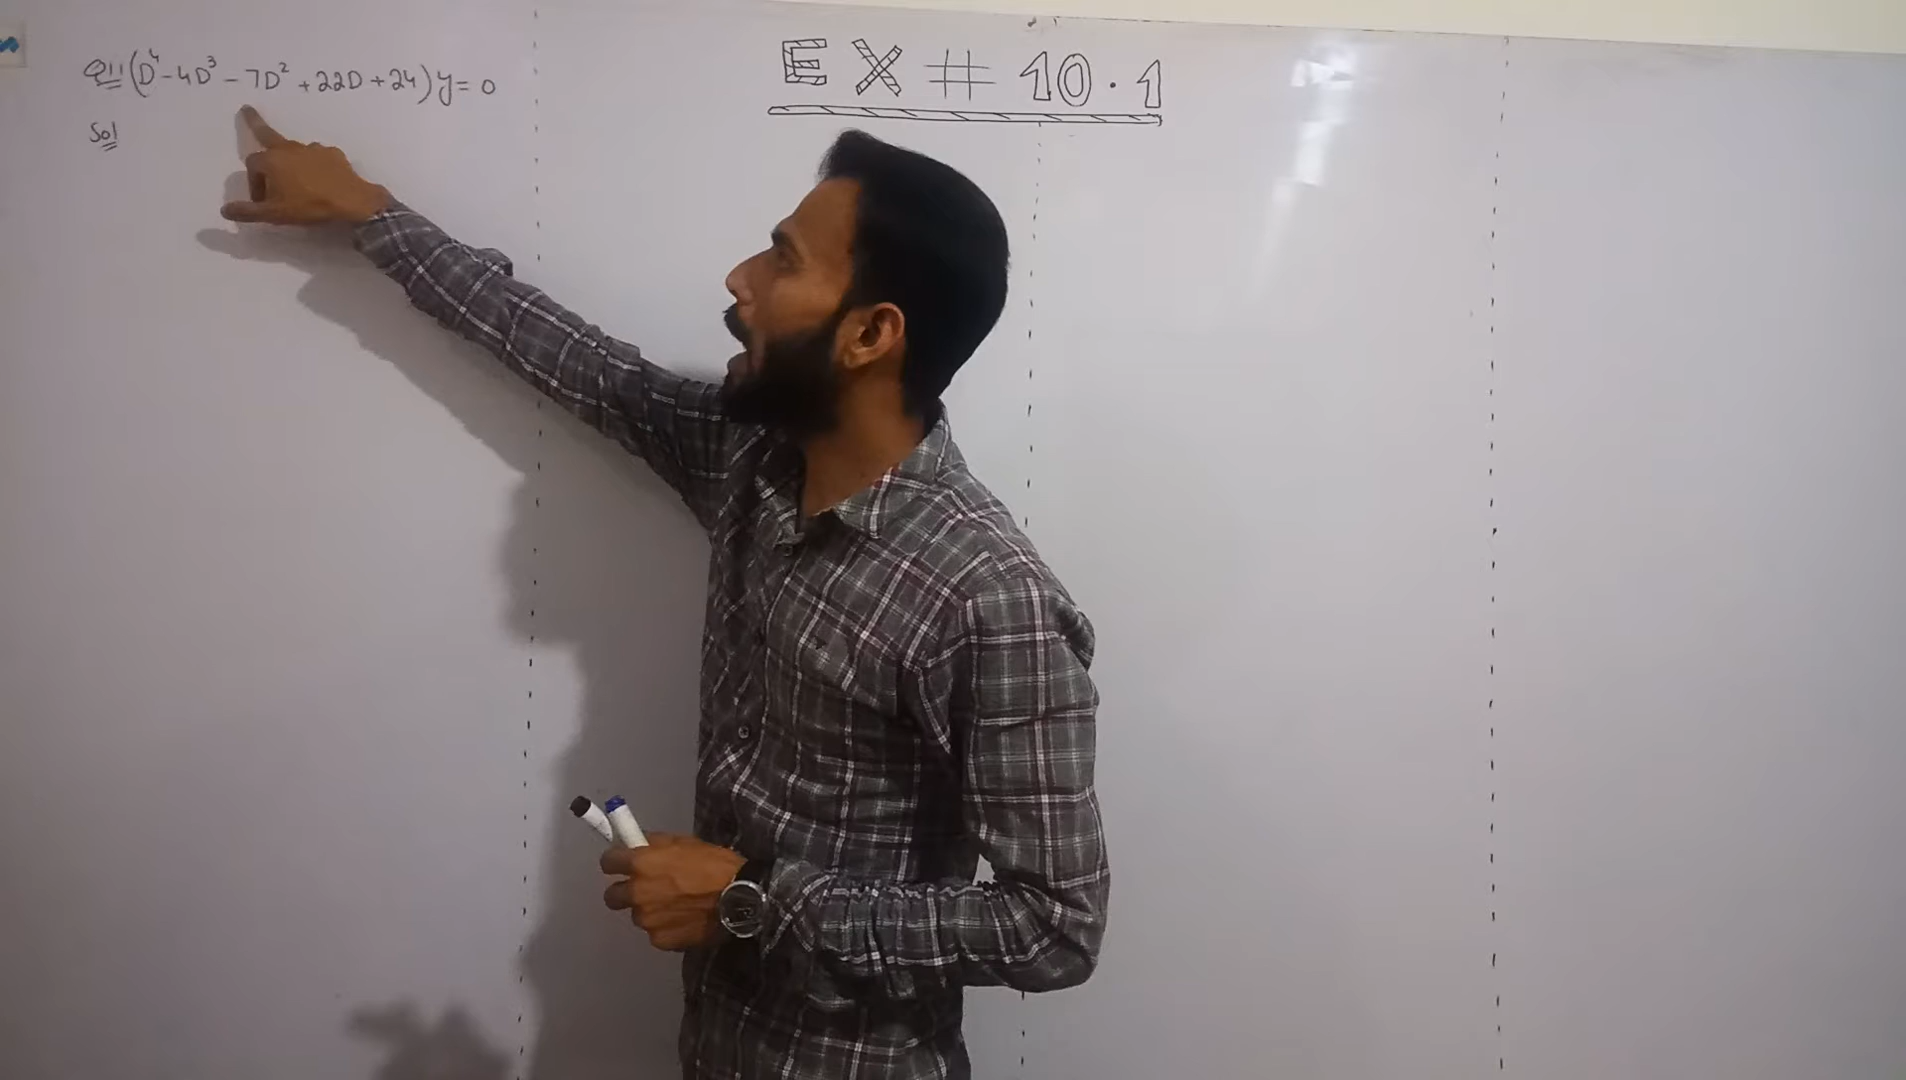 EX # 10.1
Q11 (D⁴ - 4D³ - 7D² + 22D + 24) y = 0
Sol